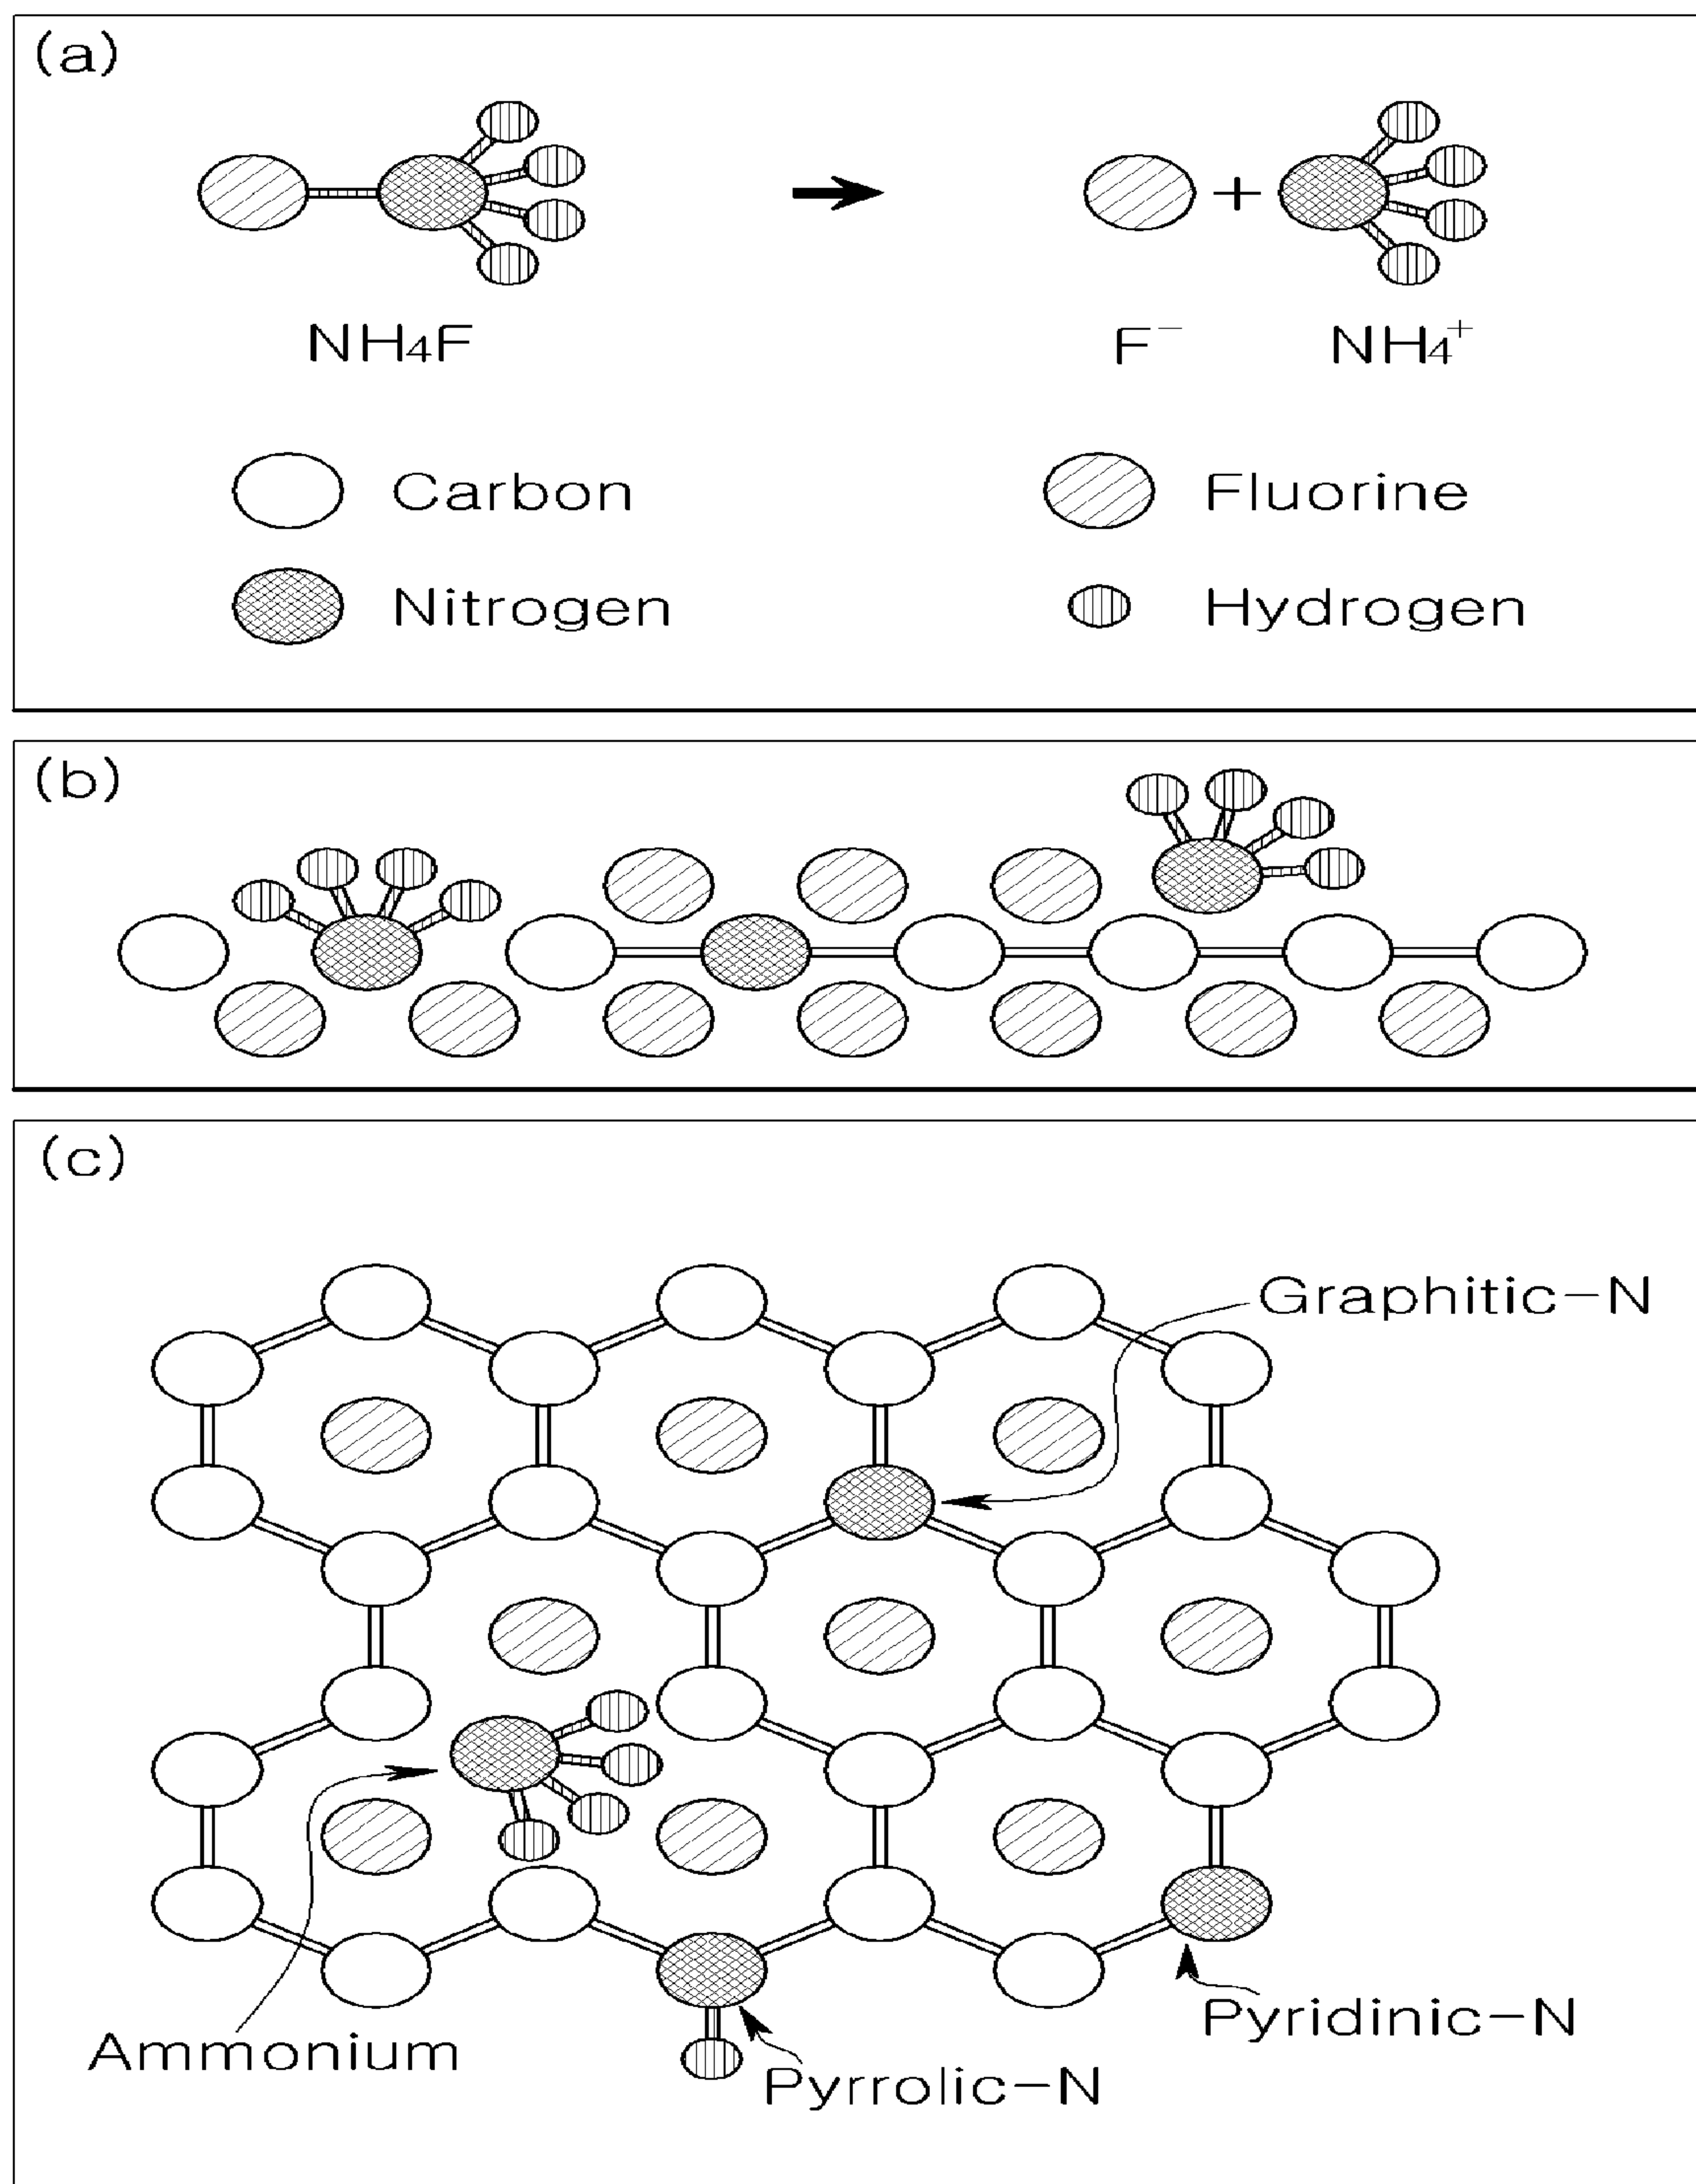 (a)
NH₄F F⁻ NH₄⁺
Carbon Fluorine
Nitrogen Hydrogen
(b)
(c)
Graphitic-N
Pyridinic-N
Ammonium
Pyrrolic-N